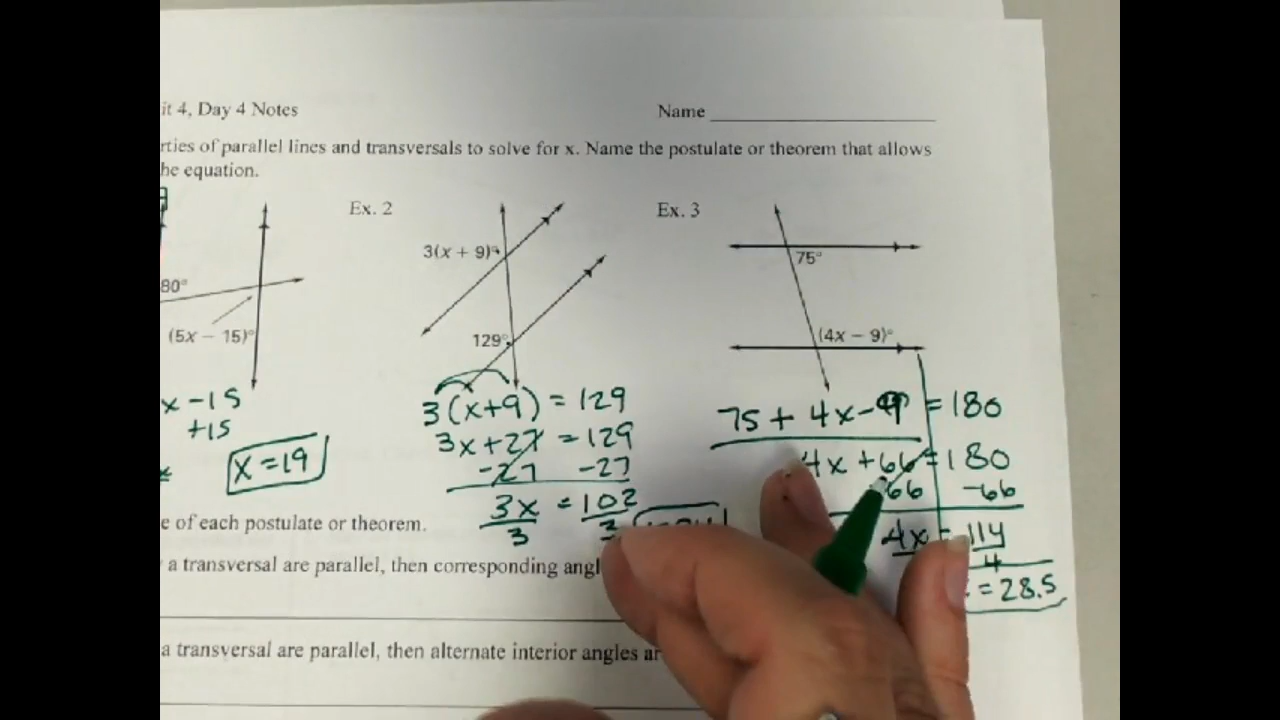 it 4, Day 4 Notes
Name
rties of parallel lines and transversals to solve for x. Name the postulate or theorem that allows
he equation.
80°
(5x – 15)°
x –15
+15
x = 19
Ex. 2
3(x + 9)°
129°
3(x+9) = 129
3x+27 = 129
-27 -27
3x = 102
3 3
Ex. 3
75°
(4x – 9)°
75 + 4x - 9 = 180
4x + 66 = 180
66 -66
4x = 114
4
= 28.5
e of each postulate or theorem.
a transversal are parallel, then corresponding angl
a transversal are parallel, then alternate interior angles ar